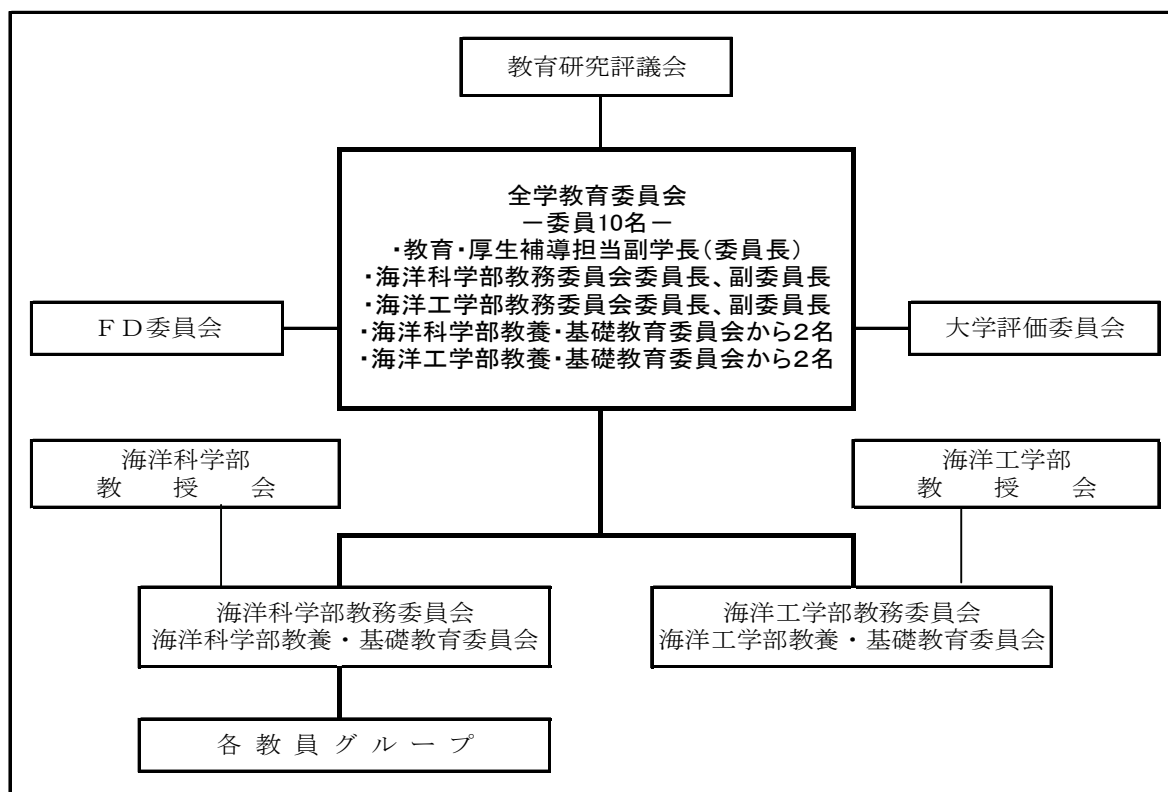 教育研究評議会
全学教育委員会
－委員10名－
・教育・厚生補導担当副学長(委員長)
・海洋科学部教務委員会委員長、副委員長
・海洋工学部教務委員会委員長、副委員長
・海洋科学部教養・基礎教育委員会から2名
・海洋工学部教養・基礎教育委員会から2名
ＦＤ委員会
大学評価委員会
海洋科学部
教　授　会
海洋工学部
教　授　会
海洋科学部教務委員会
海洋科学部教養・基礎教育委員会
海洋工学部教務委員会
海洋工学部教養・基礎教育委員会
各 教 員 グ ル ー プ